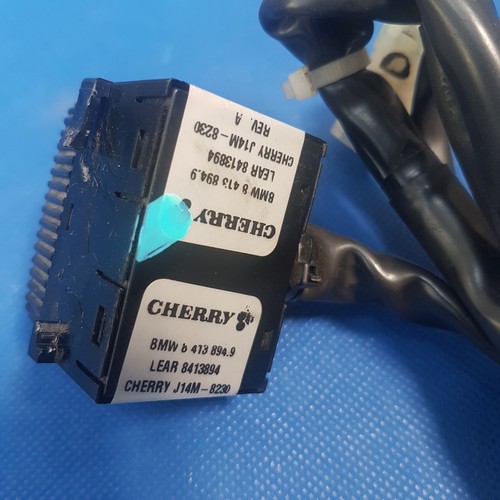 CHERRY
BMW 8 413 894.9
LEAR 8413894
CHERRY J14M-8230
REV. A
CHERRY
BMW 8 413 894.9
LEAR 8413894
CHERRY J14M-8230